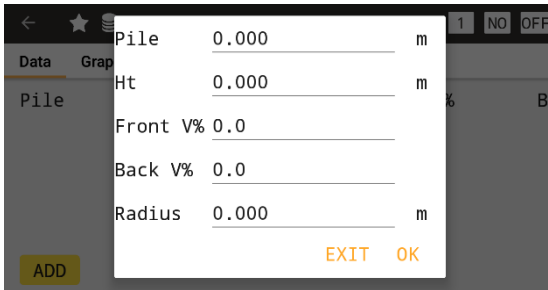 1 NO OFF
Data Grap
Pile % B
Pile 0.000 m
Ht 0.000 m
Front V% 0.0
Back V% 0.0
Radius 0.000 m
EXIT OK
ADD